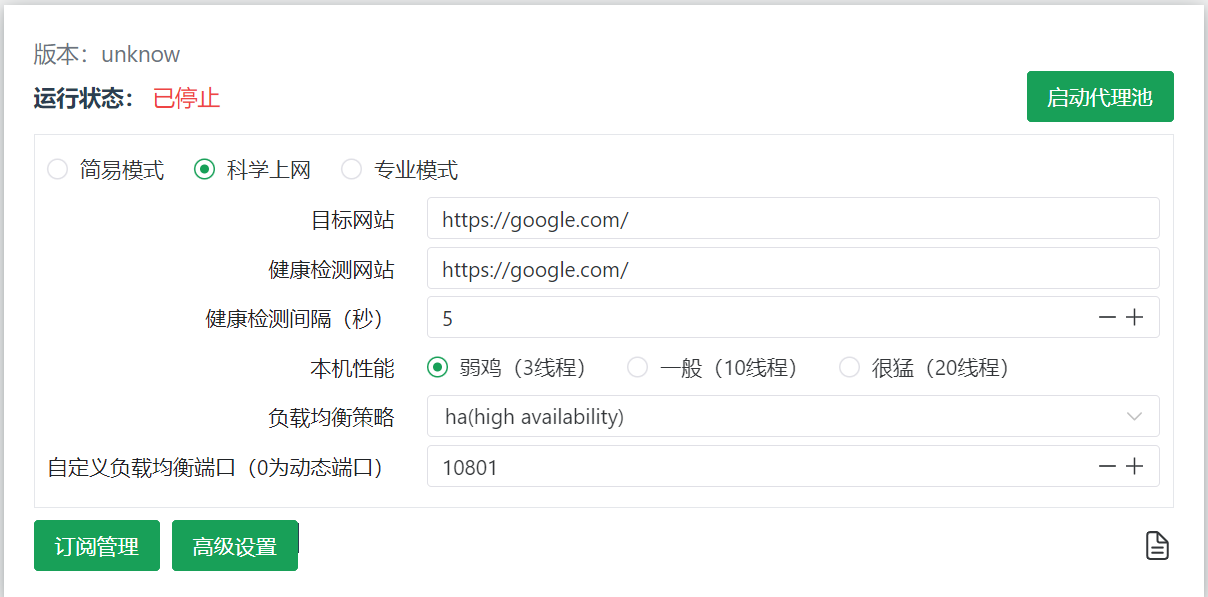 版本：unknow
运行状态： 已停止
启动代理池
简易模式 科学上网 专业模式
目标网站 https://google.com/
健康检测网站 https://google.com/
健康检测间隔（秒） 5
本机性能 弱鸡（3线程） 一般（10线程） 很猛（20线程）
负载均衡策略 ha(high availability)
自定义负载均衡端口（0为动态端口） 10801
订阅管理 高级设置